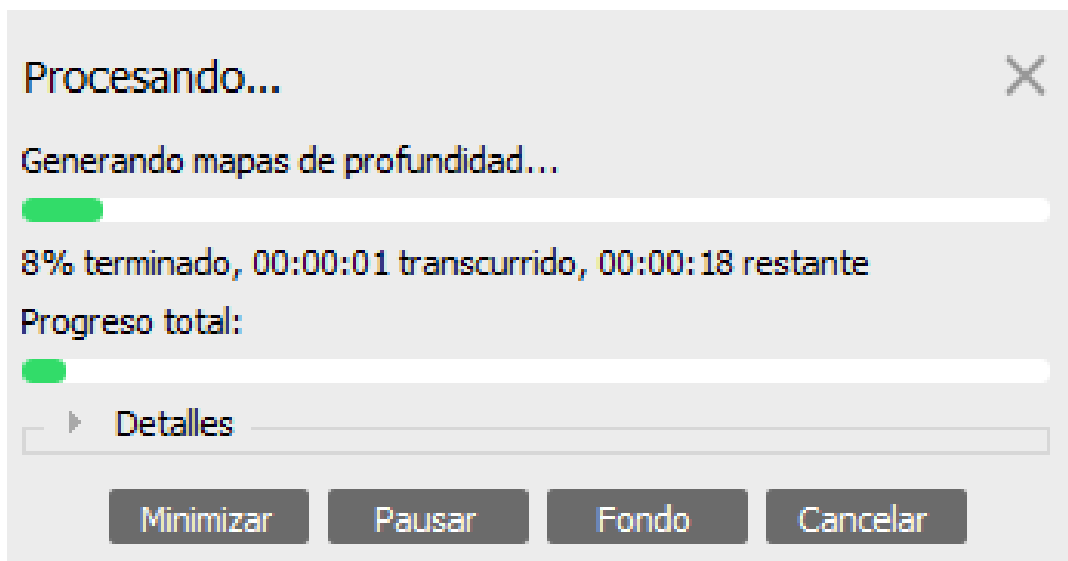 Procesando...
Generando mapas de profundidad...
8% terminado, 00:00:01 transcurrido, 00:00:18 restante
Progreso total:
Detalles
Minimizar Pausar Fondo Cancelar